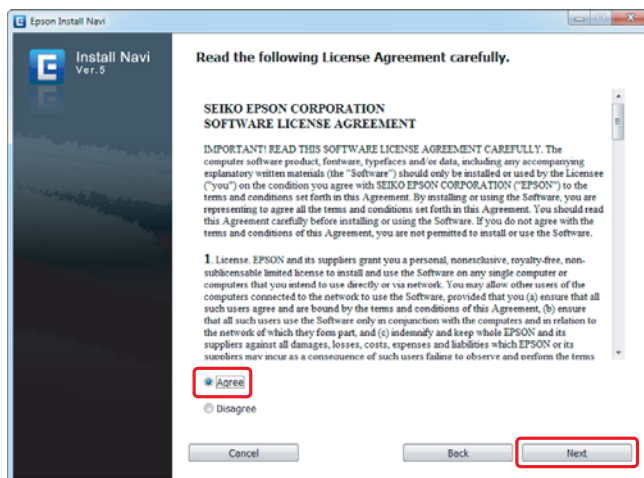 Epson Install Navi
Install Navi
Ver.5
Read the following License Agreement carefully.
SEIKO EPSON CORPORATION
SOFTWARE LICENSE AGREEMENT
IMPORTANT! READ THIS SOFTWARE LICENSE AGREEMENT CAREFULLY. The
computer software product, fontware, typefaces and/or data, including any accompanying
explanatory written materials (the "Software") should only be installed or used by the Licensee
("you") on the condition you agree with SEIKO EPSON CORPORATION ("EPSON") to the
terms and conditions set forth in this Agreement. By installing or using the Software, you are
representing to agree all the terms and conditions set forth in this Agreement. You should read
this Agreement carefully before installing or using the Software. If you do not agree with the
terms and conditions of this Agreement, you are not permitted to install or use the Software.
1. License. EPSON and its suppliers grant you a personal, nonexclusive, royalty-free, non-
sublicensable limited license to install and use the Software on any single computer or
computers that you intend to use directly or via network. You may allow other users of the
computers connected to the network to use the Software, provided that you (a) ensure that all
such users agree and are bound by the terms and conditions of this Agreement, (b) ensure
that all such users use the Software only in conjunction with the computers and in relation to
the network of which they form part, and (c) indemnify and keep whole EPSON and its
suppliers against all damages, losses, costs, expenses and liabilities which EPSON or its
suppliers may incur as a consequence of such users failing to observe and perform the terms
Agree
Disagree
Cancel
Back
Next